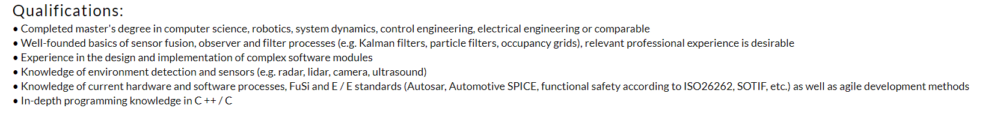 Qualifications:
• Completed master's degree in computer science, robotics, system dynamics, control engineering, electrical engineering or comparable
• Well-founded basics of sensor fusion, observer and filter processes (e.g. Kalman filters, particle filters, occupancy grids), relevant professional experience is desirable
• Experience in the design and implementation of complex software modules
• Knowledge of environment detection and sensors (e.g. radar, lidar, camera, ultrasound)
• Knowledge of current hardware and software processes, FuSi and E / E standards (Autosar, Automotive SPICE, functional safety according to ISO26262, SOTIF, etc.) as well as agile development methods
• In-depth programming knowledge in C ++ / C